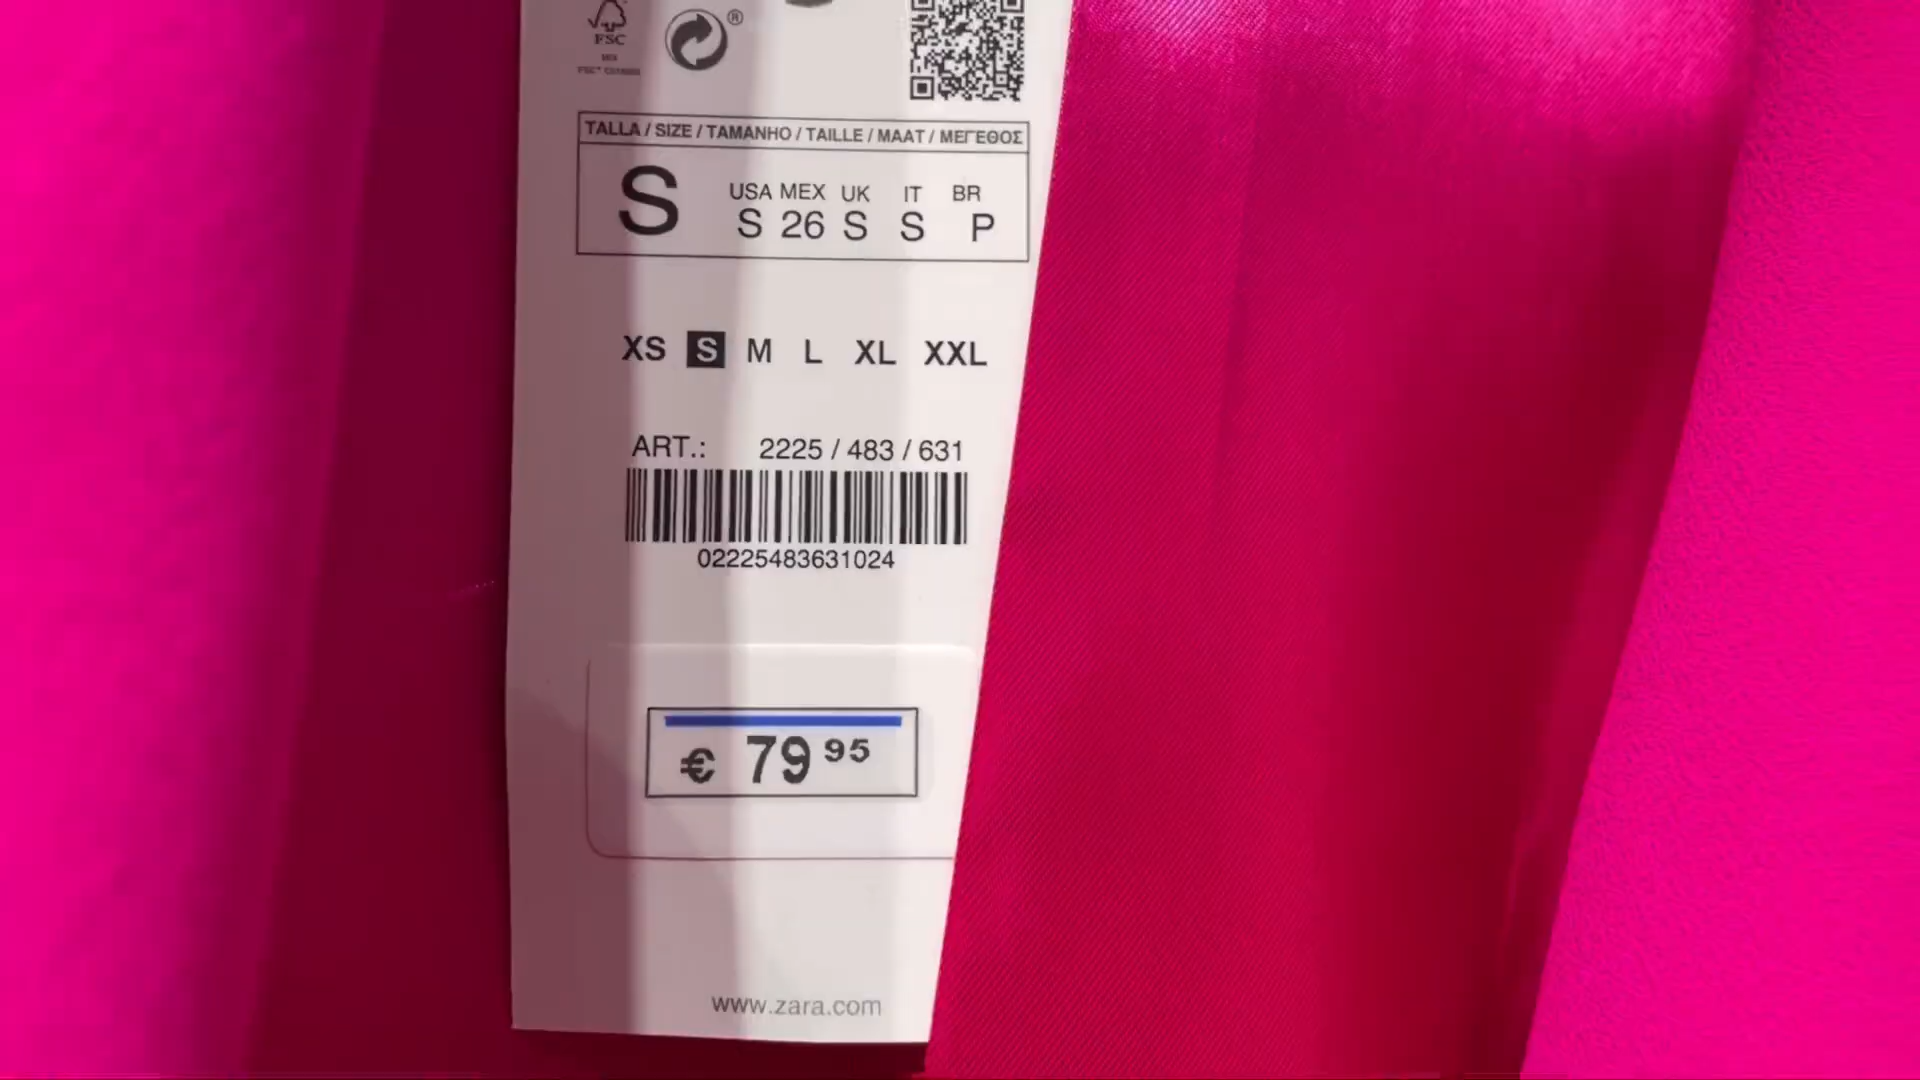 ®
FSC
TALLA / SIZE / TAMANHO / TAILLE / MAAT / ΜΕΓΕΘΟΣ
S
USA MEX UK IT BR
S 26 S S P
XS S M L XL XXL
ART.: 2225 / 483 / 631
02225483631024
€ 79 95
www.zara.com